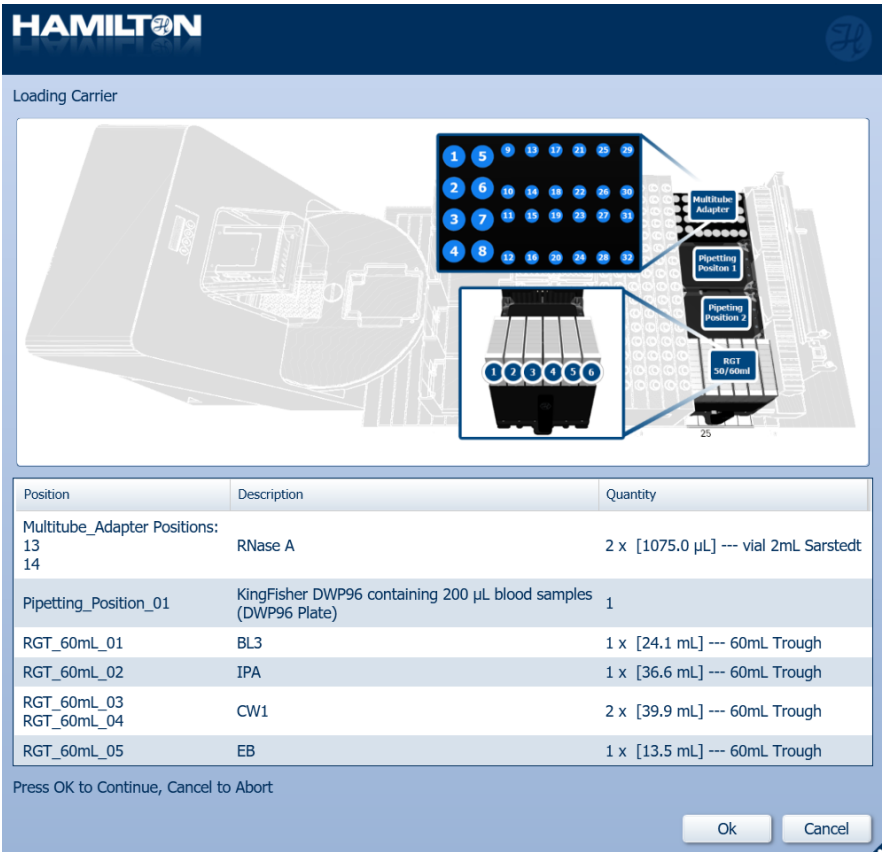 HAMILTON
Loading Carrier
1 5 9 13 17 21 25 29
2 6 10 14 18 22 26 30
3 7 11 15 19 23 27 31
4 8 12 16 20 24 28 32
Multitube
Adapter
Pipetting
Positon 1
Pipeting
Position 2
1 2 3 4 5 6
RGT
50/60ml
25
Position Description Quantity
Multitube_Adapter Positions:
13
14
RNase A
2 x [1075.0 µL] --- vial 2mL Sarstedt
Pipetting_Position_01
KingFisher DWP96 containing 200 µL blood samples
(DWP96 Plate)
1
RGT_60mL_01 BL3 1 x [24.1 mL] --- 60mL Trough
RGT_60mL_02 IPA 1 x [36.6 mL] --- 60mL Trough
RGT_60mL_03
RGT_60mL_04
CW1
2 x [39.9 mL] --- 60mL Trough
RGT_60mL_05 EB 1 x [13.5 mL] --- 60mL Trough
Press OK to Continue, Cancel to Abort
Ok Cancel